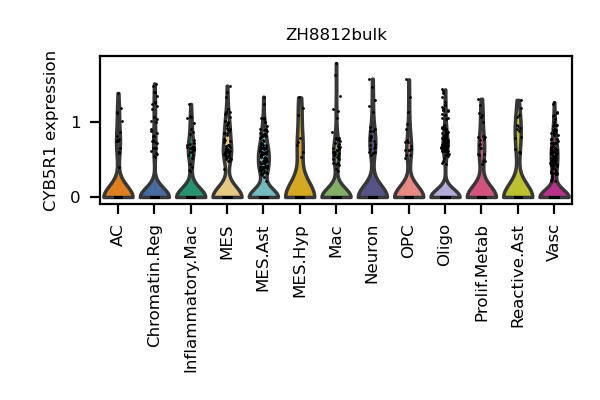 ZH8812bulk
CYB5R1 expression
1
0
AC
Chromatin.Reg
Inflammatory.Mac
MES
MES.Ast
MES.Hyp
Mac
Neuron
OPC
Oligo
Prolif.Metab
Reactive.Ast
Vasc